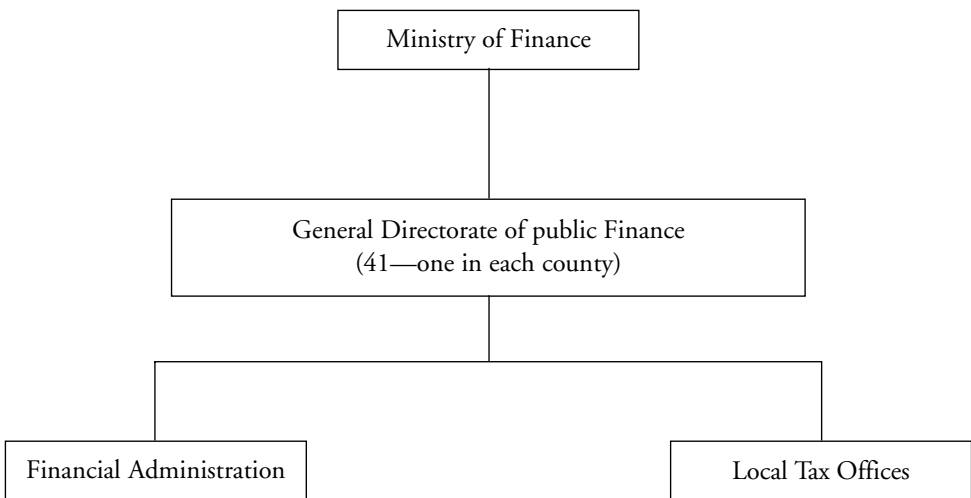 Ministry of Finance
General Directorate of public Finance
(41—one in each county)
Financial Administration
Local Tax Offices